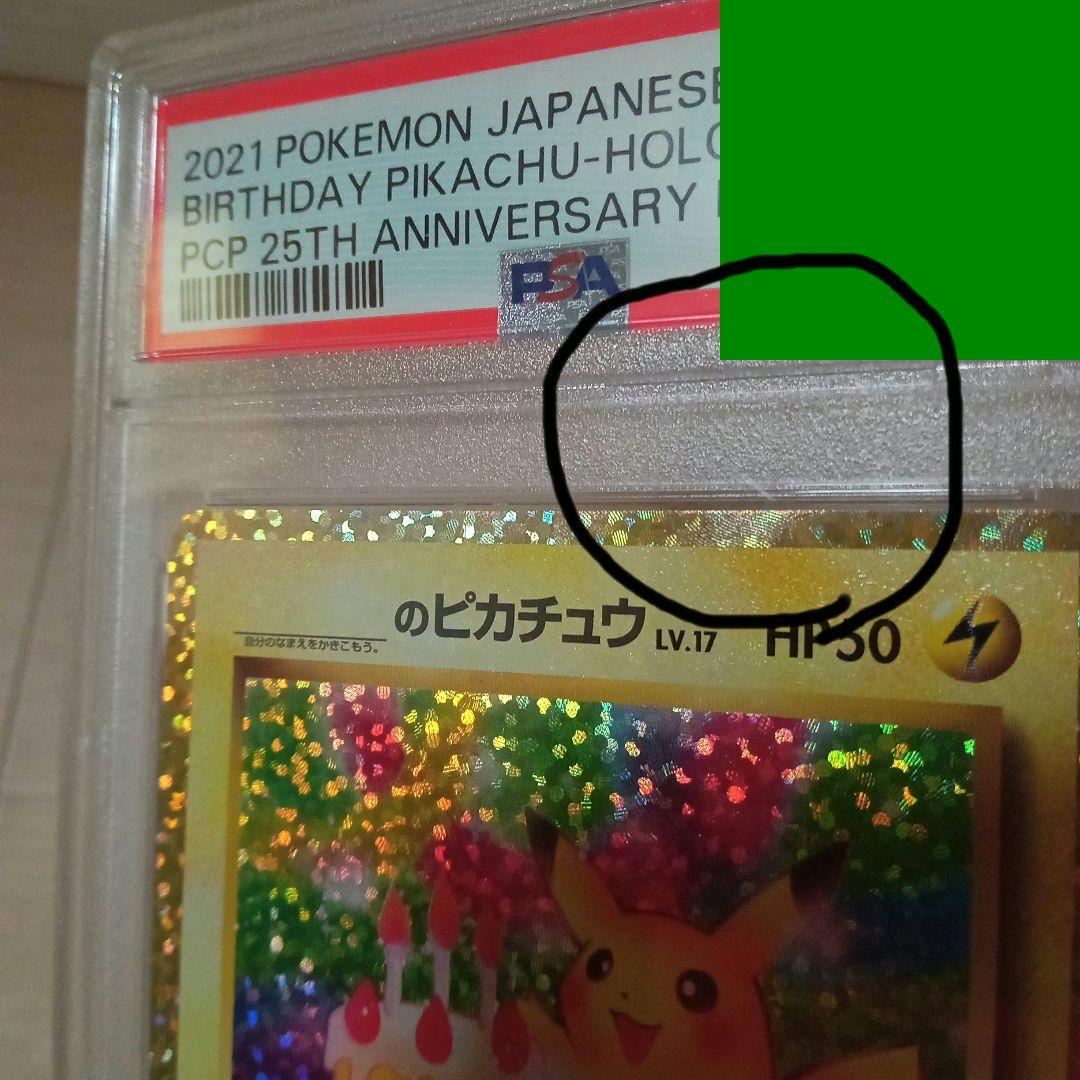 2021 POKEMON JAPANESE
BIRTHDAY PIKACHU-HOLO
PCP 25TH ANNIVERSARY
PSA
自分のなまえをかきこもう。
のピカチュウ LV.17 HP50